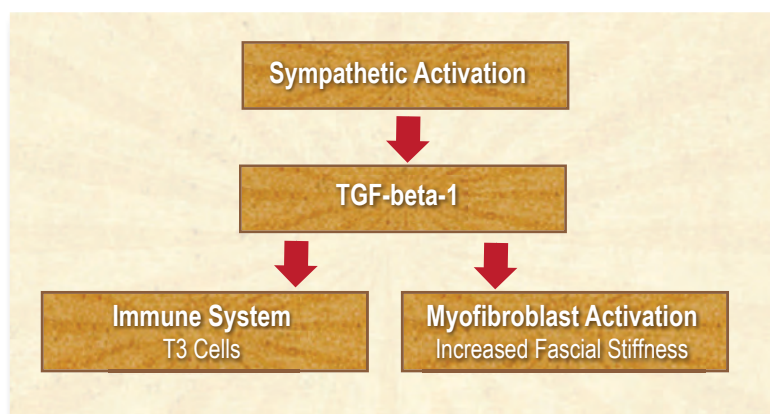 Sympathetic Activation
TGF-beta-1
Immune System
T3 Cells
Myofibroblast Activation
Increased Fascial Stiffness